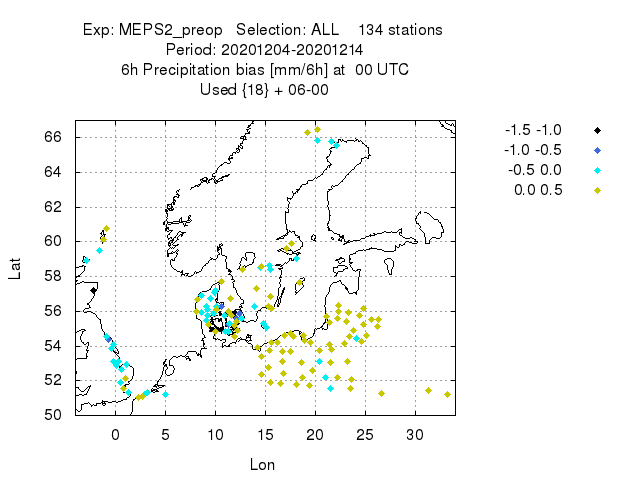 Exp: MEPS2_preop   Selection: ALL    134 stations
Period: 20201204-20201214
6h Precipitation bias [mm/6h] at  00 UTC
Used {18} + 06-00
-1.5 -1.0
-1.0 -0.5
-0.5 0.0
0.0 0.5
66
64
62
60
58
56
54
52
50
Lat
0 5 10 15 20 25 30
Lon